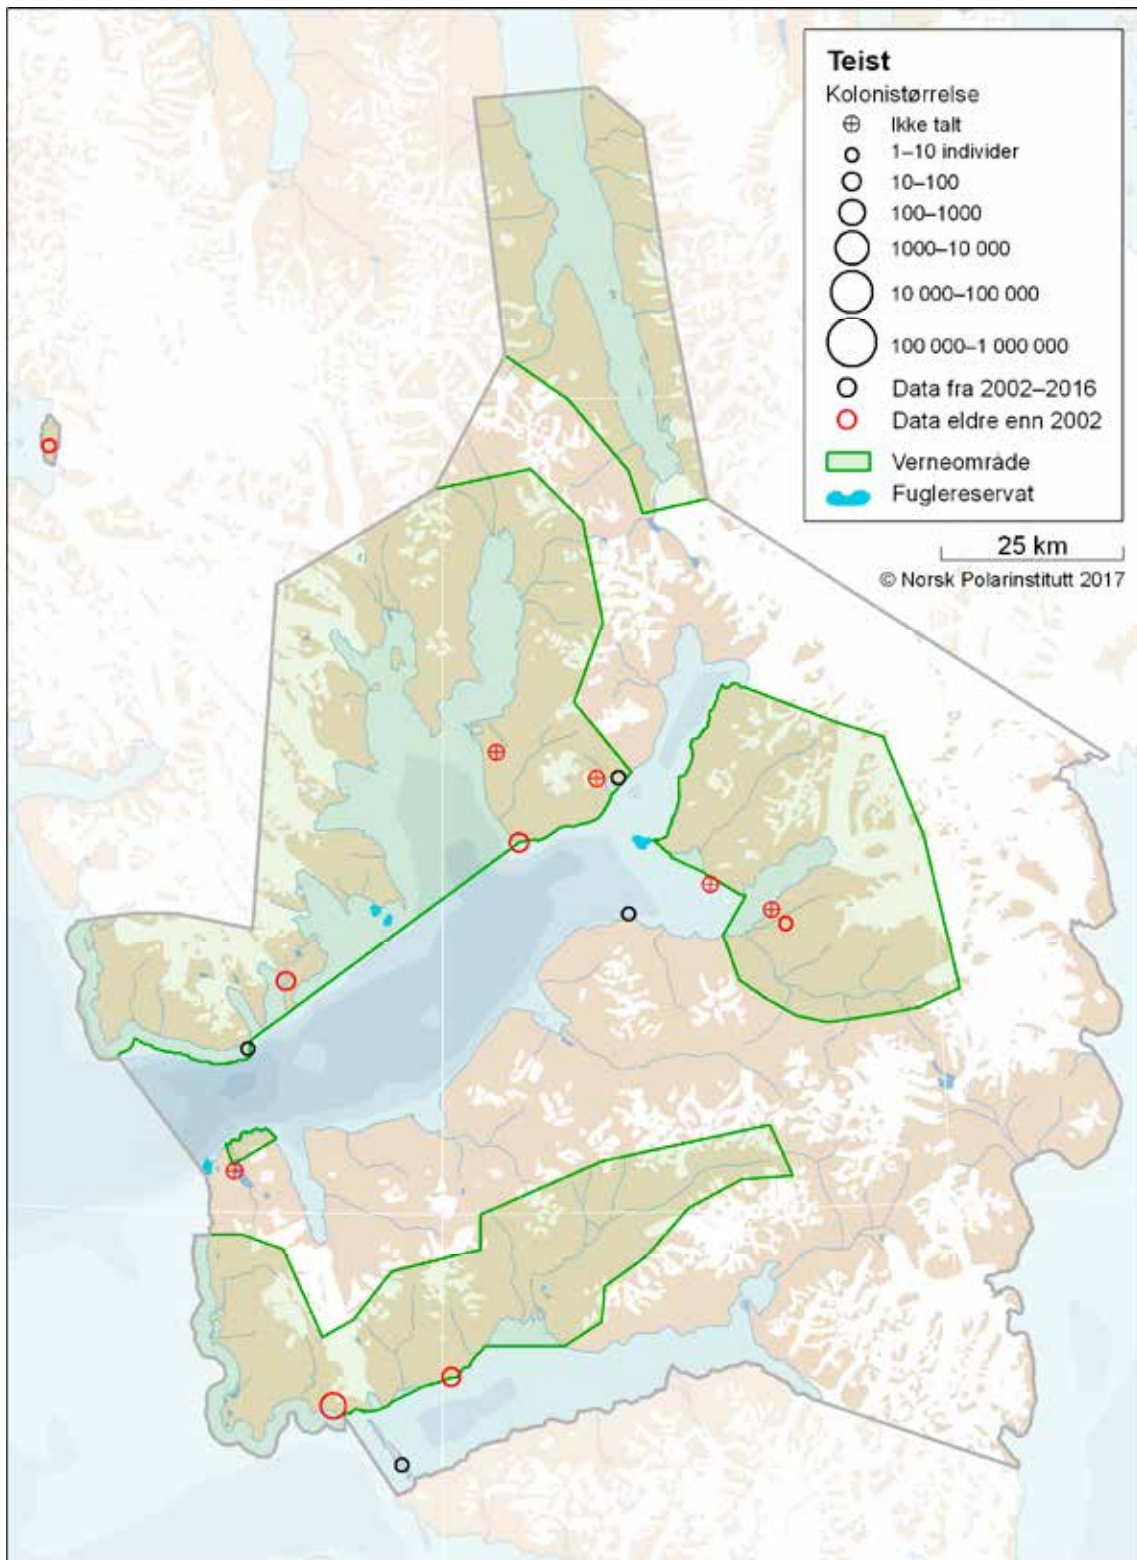 Teist
Kolonistørrelse
Ikke talt
1–10 individer
10–100
100–1000
1000–10 000
10 000–100 000
100 000–1 000 000
Data fra 2002–2016
Data eldre enn 2002
Verneområde
Fuglereservat
25 km
© Norsk Polarinstitutt 2017